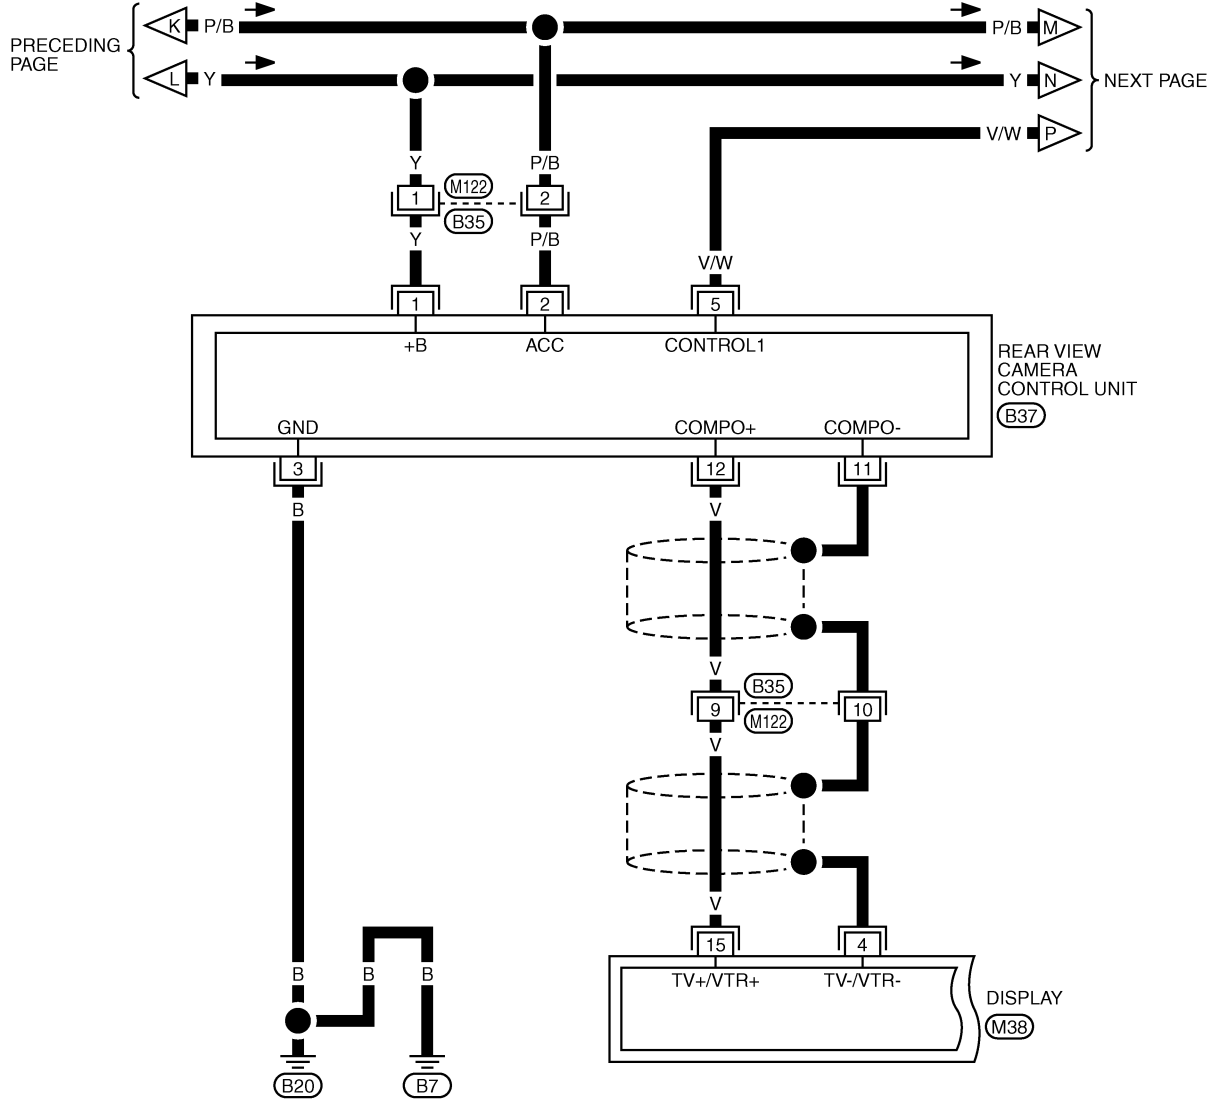 K P/B P/B M
PRECEDING
PAGE
L Y Y N
NEXT PAGE
V/W P
Y P/B
1 M122 2
B35
Y P/B
V/W
1 2 5
+B ACC CONTROL1
REAR VIEW
CAMERA
CONTROL UNIT
B37
GND COMPO+ COMPO-
3 12 11
B V
V
B35
9 10
M122
V
V
15 4
B B B TV+/VTR+ TV-/VTR-
DISPLAY
M38
B20 B7